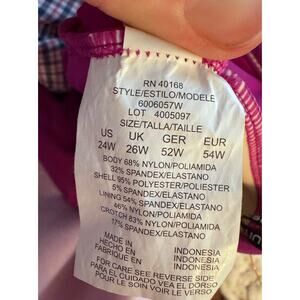 RN 40168
STYLE/ESTILO/MODELE
6006057W
LOT 4005097
SIZE/TALLA/TAILLE
US UK GER EUR
24W 26W 52W 54W
BODY 68% NYLON/POLIAMIDA
32% SPANDEX/ELASTANO
SHELL 95% POLYESTER/POLIESTER
5% SPANDEX/ELASTANO
LINING 54% SPANDEX/ELASTANO
46% NYLON/POLIAMIDA
CROTCH 83% NYLON/POLIAMIDA
17% SPANDEX/ELASTANO
MADE IN INDONESIA
HECHO EN INDONESIA
FABRIQUE EN INDONESIA
FOR CARE SEE REVERSE SIDE
PARA EL CUIDADO VEA EL DORSO
POUR LE SOIN VOIR LE VERSO